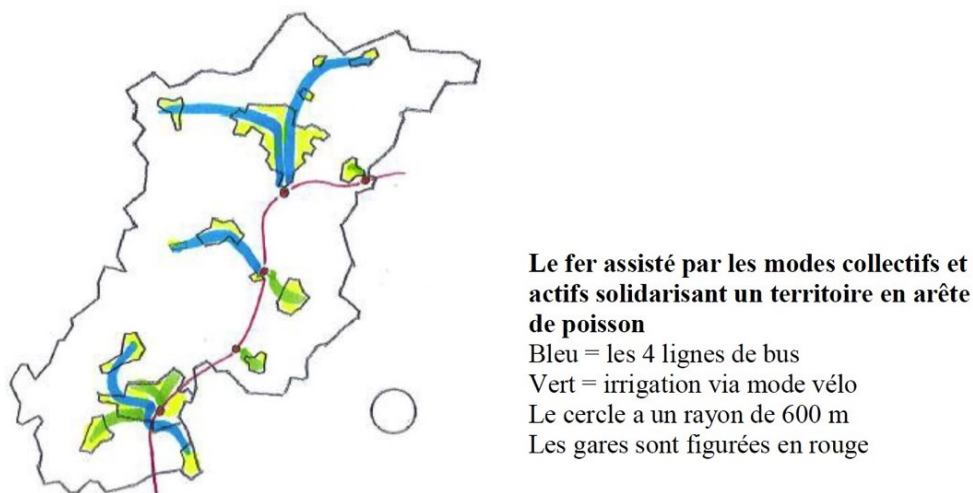 Le fer assisté par les modes collectifs et
actifs solidarisant un territoire en arête
de poisson
Bleu = les 4 lignes de bus
Vert = irrigation via mode vélo
Le cercle a un rayon de 600 m
Les gares sont figurées en rouge